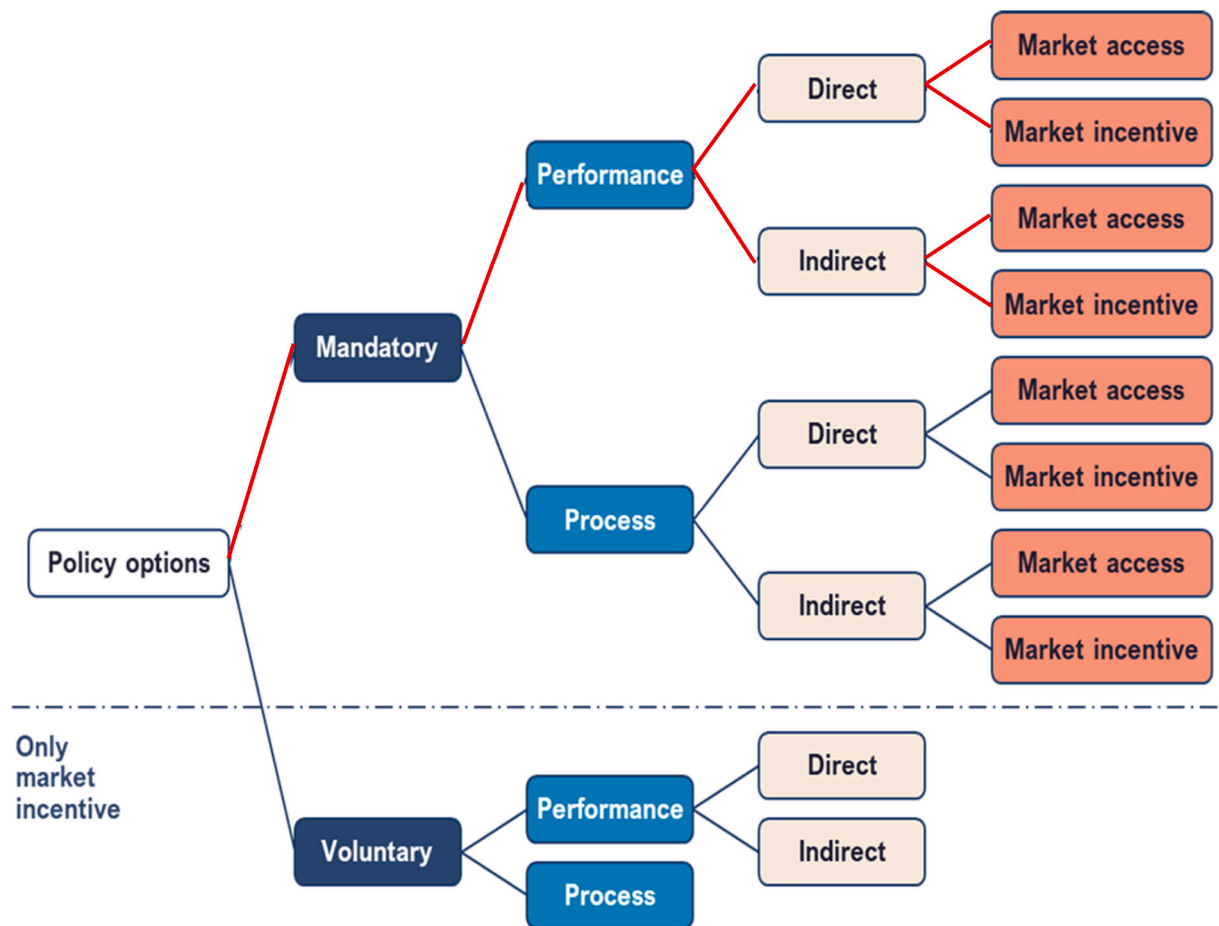 Policy options
Mandatory
Performance
Direct
Market access
Market incentive
Indirect
Market access
Market incentive
Process
Direct
Market access
Market incentive
Indirect
Market access
Market incentive
Only
market
incentive
Voluntary
Performance
Direct
Indirect
Process